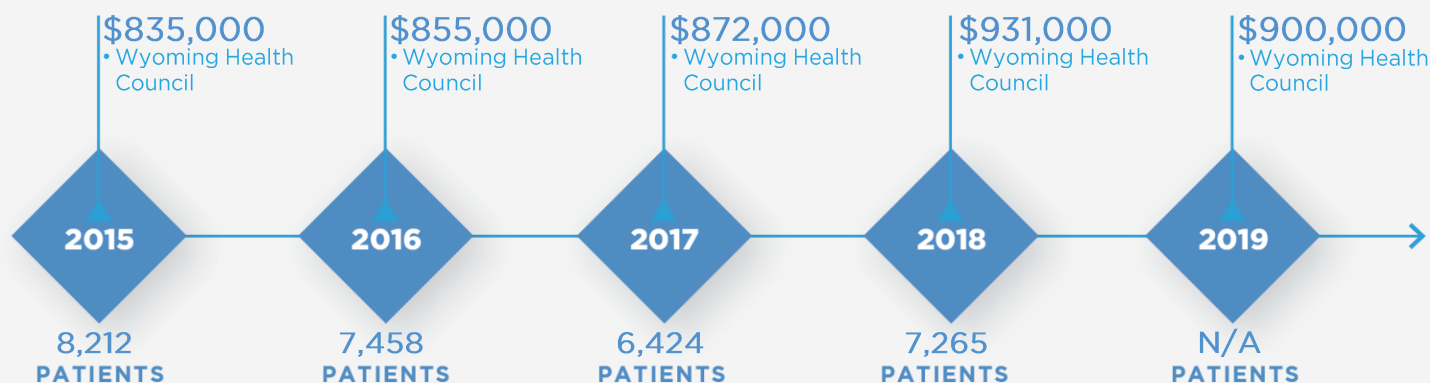 $835,000
• Wyoming Health
Council
$855,000
• Wyoming Health
Council
$872,000
• Wyoming Health
Council
$931,000
• Wyoming Health
Council
$900,000
• Wyoming Health
Council
2015
2016
2017
2018
2019
8,212
PATIENTS
7,458
PATIENTS
6,424
PATIENTS
7,265
PATIENTS
N/A
PATIENTS